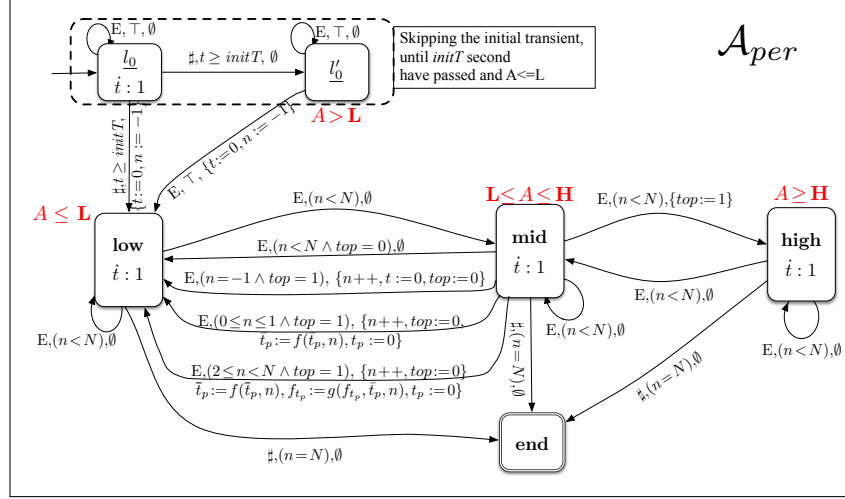 𝒜per
E, ⊤, ∅
E, ⊤, ∅
l₀
ṫ : 1
♯,t ≥ initT, ∅
l₀′
Skipping the initial transient,
until initT second
have passed and A<=L
A > L
♯,t ≥ initT,
{t:=0, n := −1}
E, ⊤, {t:=0, n := −1}
A ≤ L
L < A < H
A ≥ H
low
ṫ : 1
E,(n<N),∅
mid
ṫ : 1
E,(n<N),{top:=1}
high
ṫ : 1
E,(n<N ∧ top=0),∅
E,(n=−1 ∧ top=1), {n++, t:=0, top:=0}
E,(n<N),∅
E,(0≤n≤1 ∧ top=1), {n++, top:=0,
t̄p:=f(t̄p, n), tp:=0}
E,(n<N),∅
E,(n<N),∅
E,(n<N),∅
E,(2≤n<N ∧ top=1), {n++, top:=0}
t̄p:=f(t̄p, n), ftp:=g(ftp, t̄p, n), tp:=0}
♯,(n=N),∅
♯,(n=N),∅
end
♯,(n=N),∅